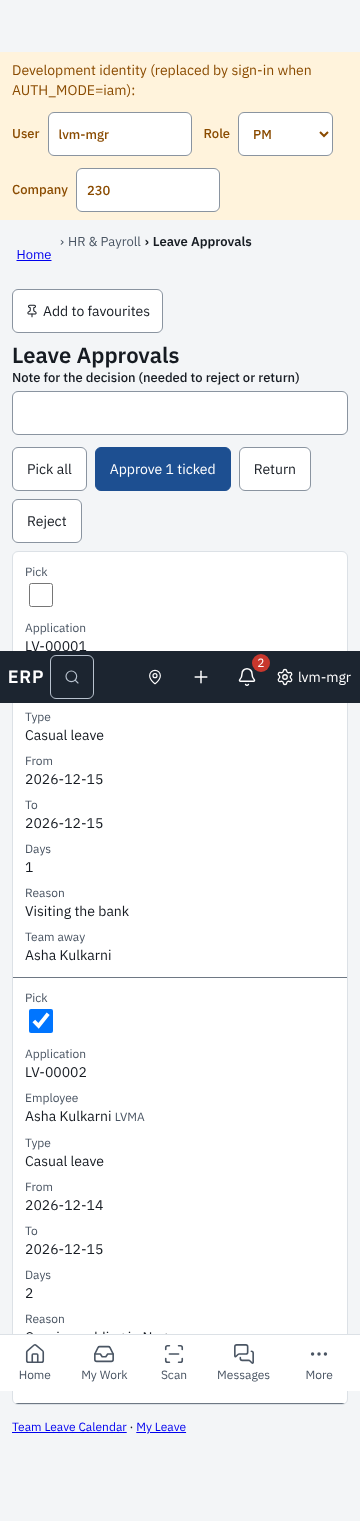 Development identity (replaced by sign-in when
AUTH_MODE=iam):
User lvm-mgr Role PM
Company 230
Home › HR & Payroll › Leave Approvals
Add to favourites
Leave Approvals
Note for the decision (needed to reject or return)
Pick all Approve 1 ticked Return
Reject
Pick
Application
LV-00001
ERP 2 lvm-mgr
Type
Casual leave
From
2026-12-15
To
2026-12-15
Days
1
Reason
Visiting the bank
Team away
Asha Kulkarni
Pick
Application
LV-00002
Employee
Asha Kulkarni LVMA
Type
Casual leave
From
2026-12-14
To
2026-12-15
Days
2
Reason
Home My Work Scan Messages More
Team Leave Calendar · My Leave